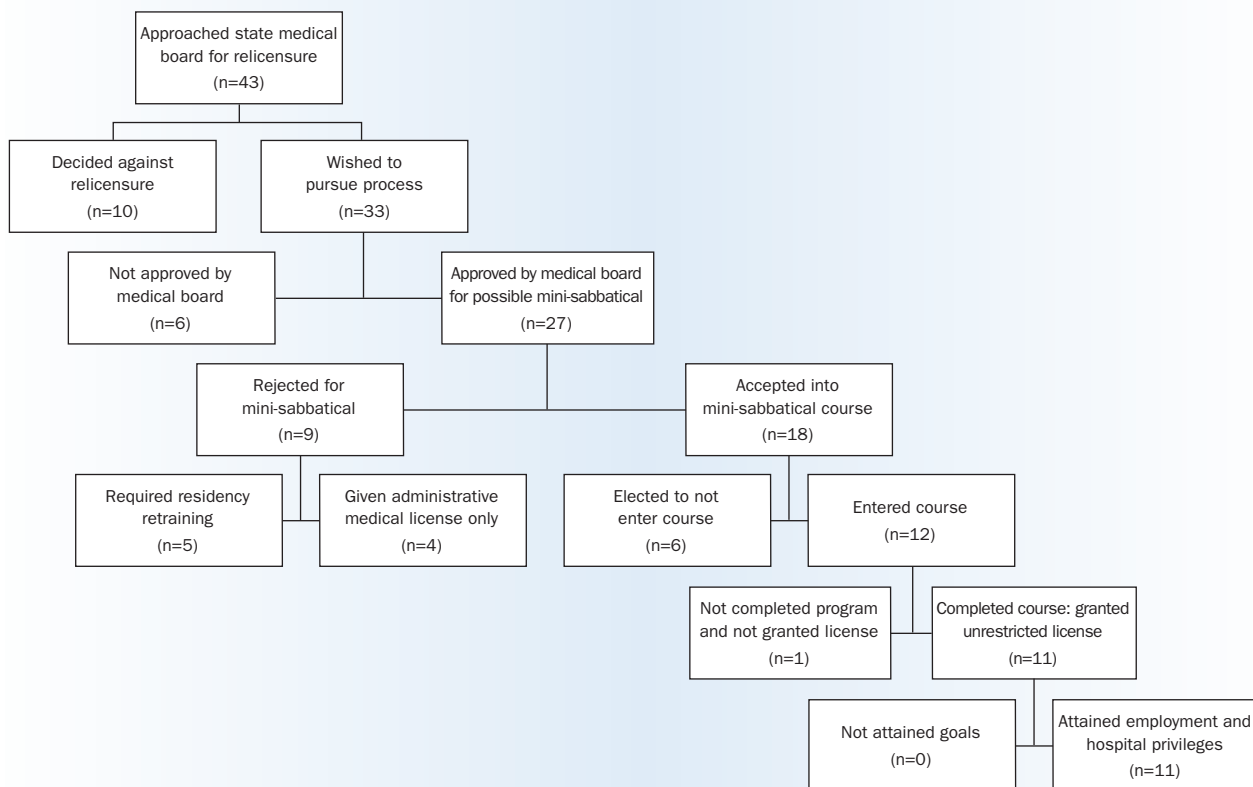 Approached state medical
board for relicensure
(n=43)
Decided against
relicensure
(n=10)
Wished to
pursue process
(n=33)
Not approved by
medical board
(n=6)
Approved by medical board
for possible mini-sabbatical
(n=27)
Rejected for
mini-sabbatical
(n=9)
Accepted into
mini-sabbatical course
(n=18)
Required residency
retraining
(n=5)
Given administrative
medical license only
(n=4)
Elected to not
enter course
(n=6)
Entered course
(n=12)
Not completed program
and not granted license
(n=1)
Completed course: granted
unrestricted license
(n=11)
Not attained goals
(n=0)
Attained employment and
hospital privileges
(n=11)